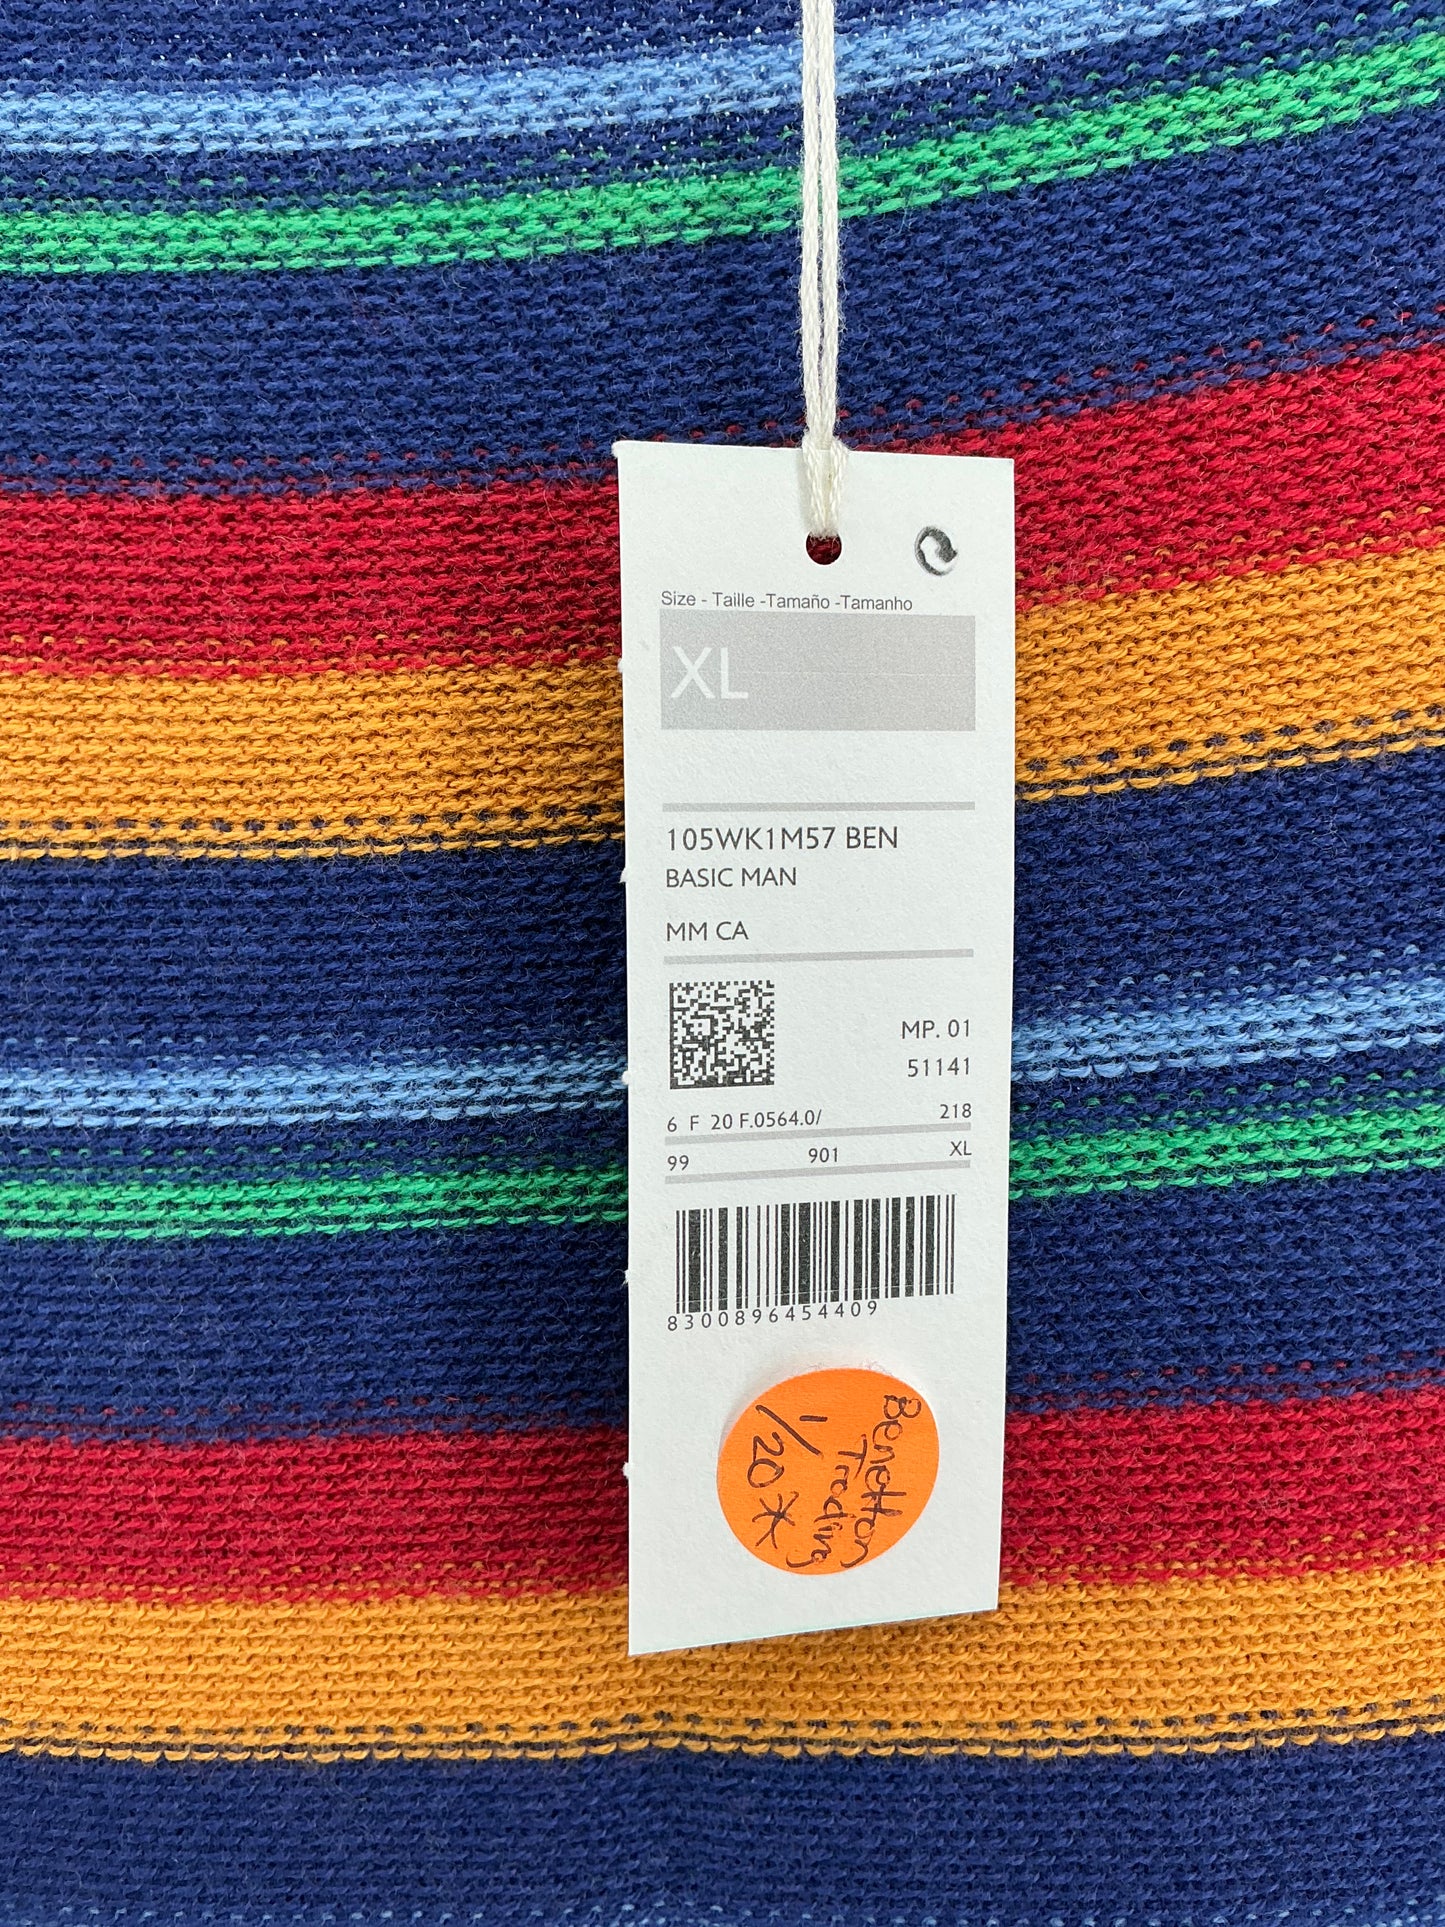 Size - Taille -Tamaño -Tamanho
XL
105WK1M57 BEN
BASIC MAN
MM CA
MP. 01
51141
6 F 20 F.0564.0/ 218
99 901 XL
8300896454409
Benetton
Trading
1/20 *